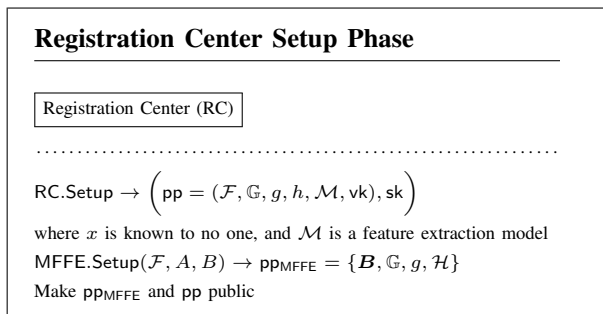 Registration Center Setup Phase
Registration Center (RC)
RC.Setup → (pp = (𝓕, 𝔾, g, h, 𝓜, vk), sk)
where x is known to no one, and 𝓜 is a feature extraction model
MFFE.Setup(𝓕, A, B) → pp_MFFE = {𝑩, 𝔾, g, 𝓗}
Make pp_MFFE and pp public